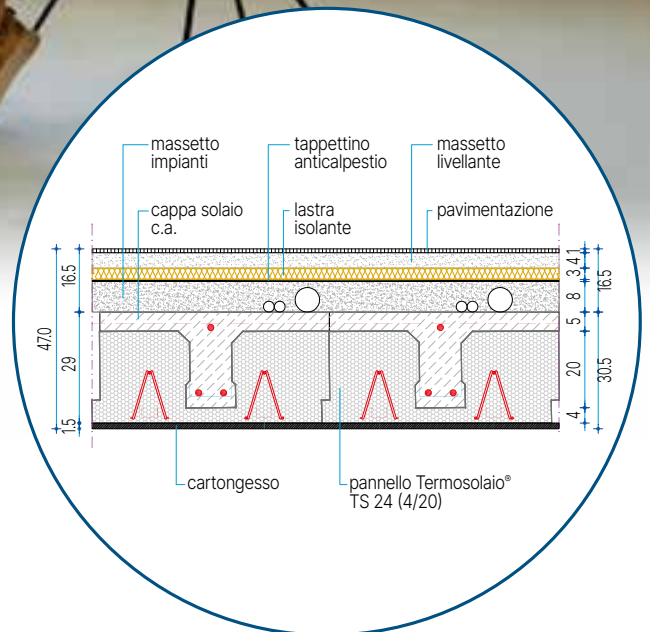 massetto
impianti
tappettino
anticalpestio
massetto
livellante
cappa solaio
c.a.
lastra
isolante
pavimentazione
16.5
47.0
29
1.5
1
4
3
8
16.5
5
20
30.5
4
cartongesso
pannello Termosolaio®
TS 24 (4/20)